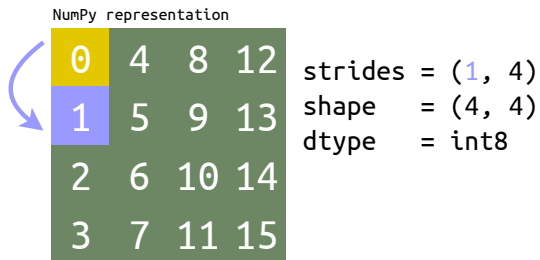 NumPy representation
0 4 8 12
1 5 9 13
2 6 10 14
3 7 11 15
strides = (1, 4)
shape = (4, 4)
dtype = int8